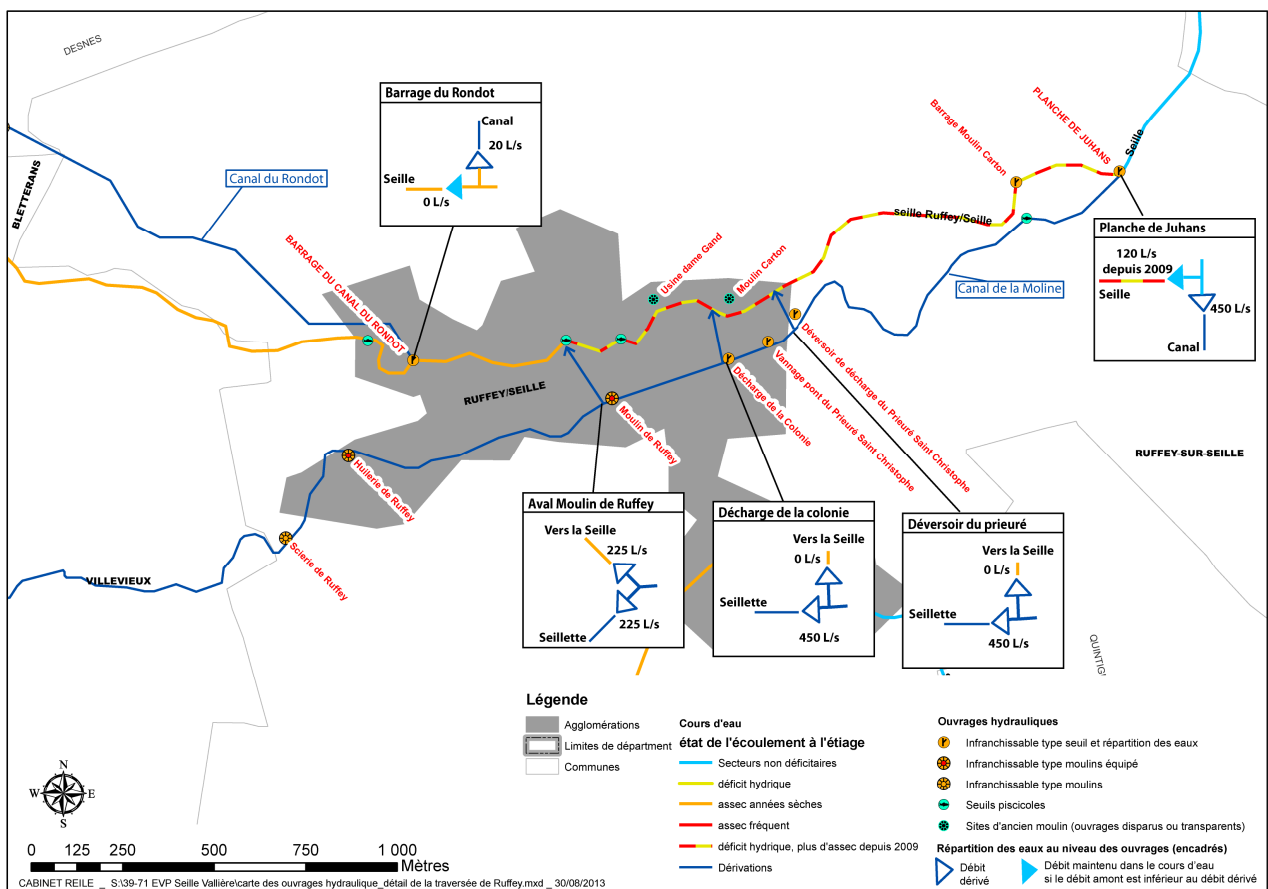 DESNES
Barrage du Rondot
Canal
20 L/s
Seille
0 L/s
BLETTERANS
Canal du Rondot
BARRAGE DU CANAL DU RONDOT
RUFFEY/SEILLE
Usine dame Gand
Moulin Carton
Barrage Moulin Carton
PLANCHE DE JUHANS
Seille
seille Ruffey/Seille
Canal de la Moline
Planche de Juhans
120 L/s
depuis 2009
Seille
450 L/s
Canal
Déversoir de décharge du Prieuré Saint Christophe
Vannage pont du Prieuré Saint Christophe
Décharge de la Colonie
Moulin de Ruffey
Huilerie de Ruffey
Scierie de Ruffey
VILLEVIEUX
RUFFEY-SUR-SEILLE
Aval Moulin de Ruffey
Vers la Seille
225 L/s
225 L/s
Seillette
Décharge de la colonie
Vers la Seille
0 L/s
Seillette
450 L/s
Déversoir du prieuré
Vers la Seille
0 L/s
Seillette
450 L/s
Légende
Agglomérations
Limites de départment
Communes
Cours d'eau
état de l'écoulement à l'étiage
Secteurs non déficitaires
déficit hydrique
assec années sèches
assec fréquent
déficit hydrique, plus d'assec depuis 2009
Dérivations
Ouvrages hydrauliques
Infranchissable type seuil et répartition des eaux
Infranchissable type moulins équipé
Infranchissable type moulins
Seuils piscicoles
Sites d'ancien moulin (ouvrages disparus ou transparents)
Répartition des eaux au niveau des ouvrages (encadrés)
Débit
dérivé
Débit maintenu dans le cours d'eau
si le débit amont est inférieur au débit dérivé
N
W E
S
0 125 250 500 750 1 000
Mètres
CABINET REILE _ S:\39-71 EVP Seille Vallière\carte des ouvrages hydraulique_détail de la traversée de Ruffey.mxd _ 30/08/2013